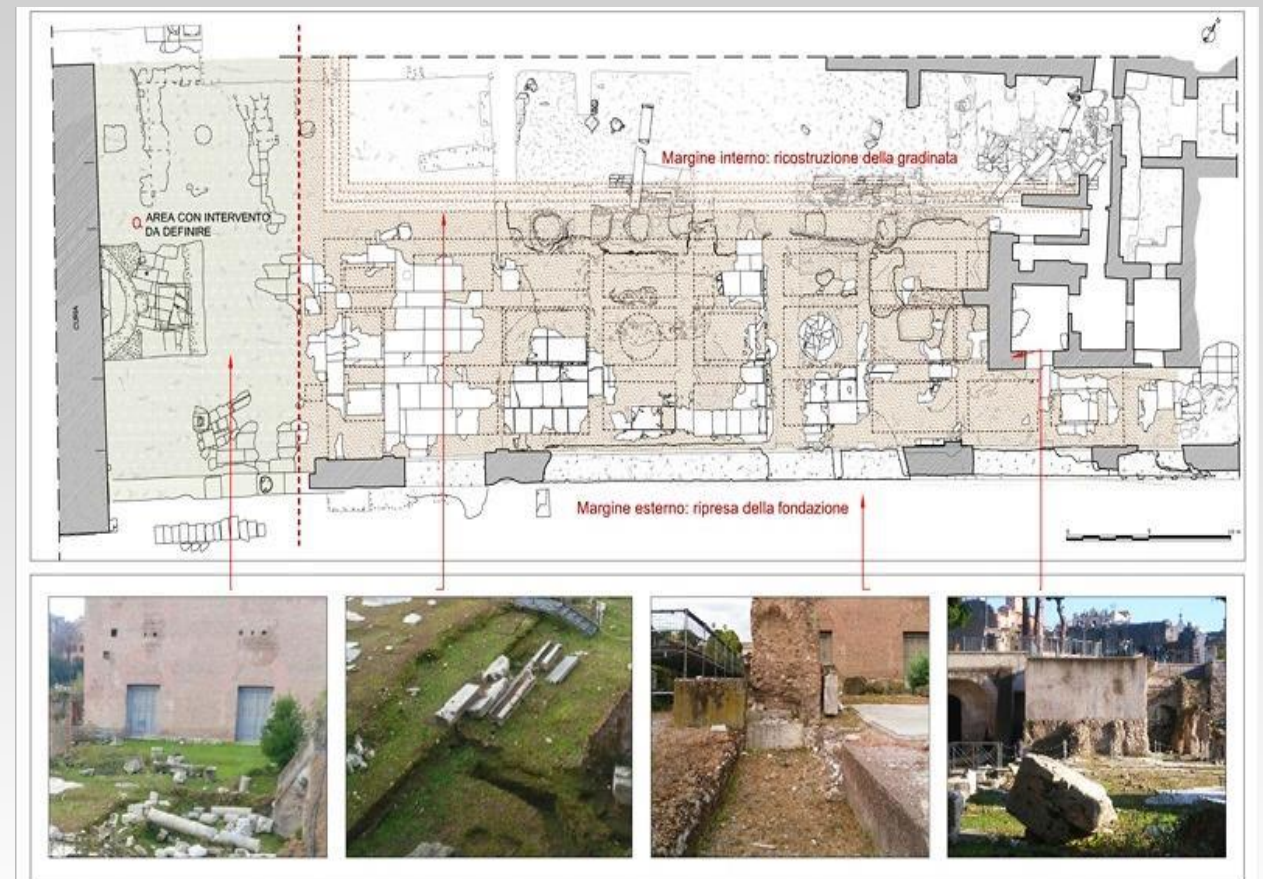 Margine interno: ricostruzione della gradinata
AREA CON INTERVENTO
DA DEFINIRE
CURIA
Margine esterno: ripresa della fondazione